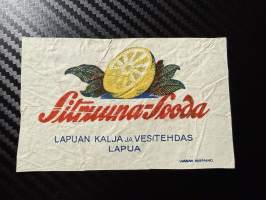 Sitruuna-Sooda
LAPUAN KALJA JA VESITEHDAS
LAPUA